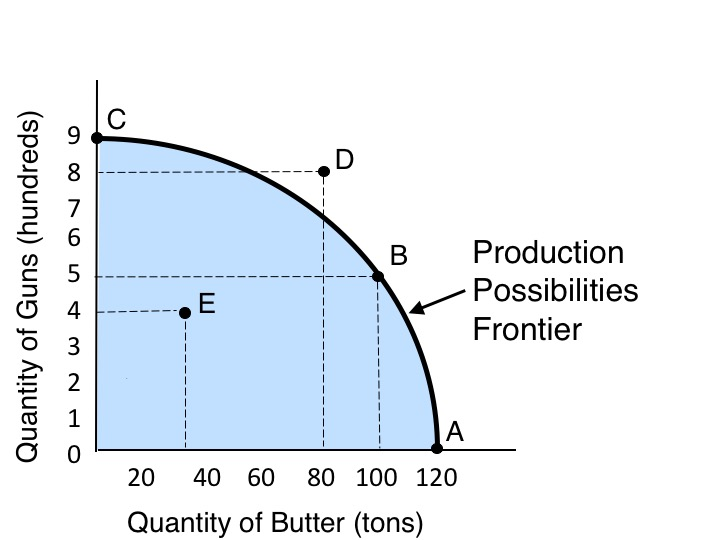 C
D
B
E
A
Production
Possibilities
Frontier
Quantity of Guns (hundreds)
9
8
7
6
5
4
3
2
1
0
20 40 60 80 100 120
Quantity of Butter (tons)